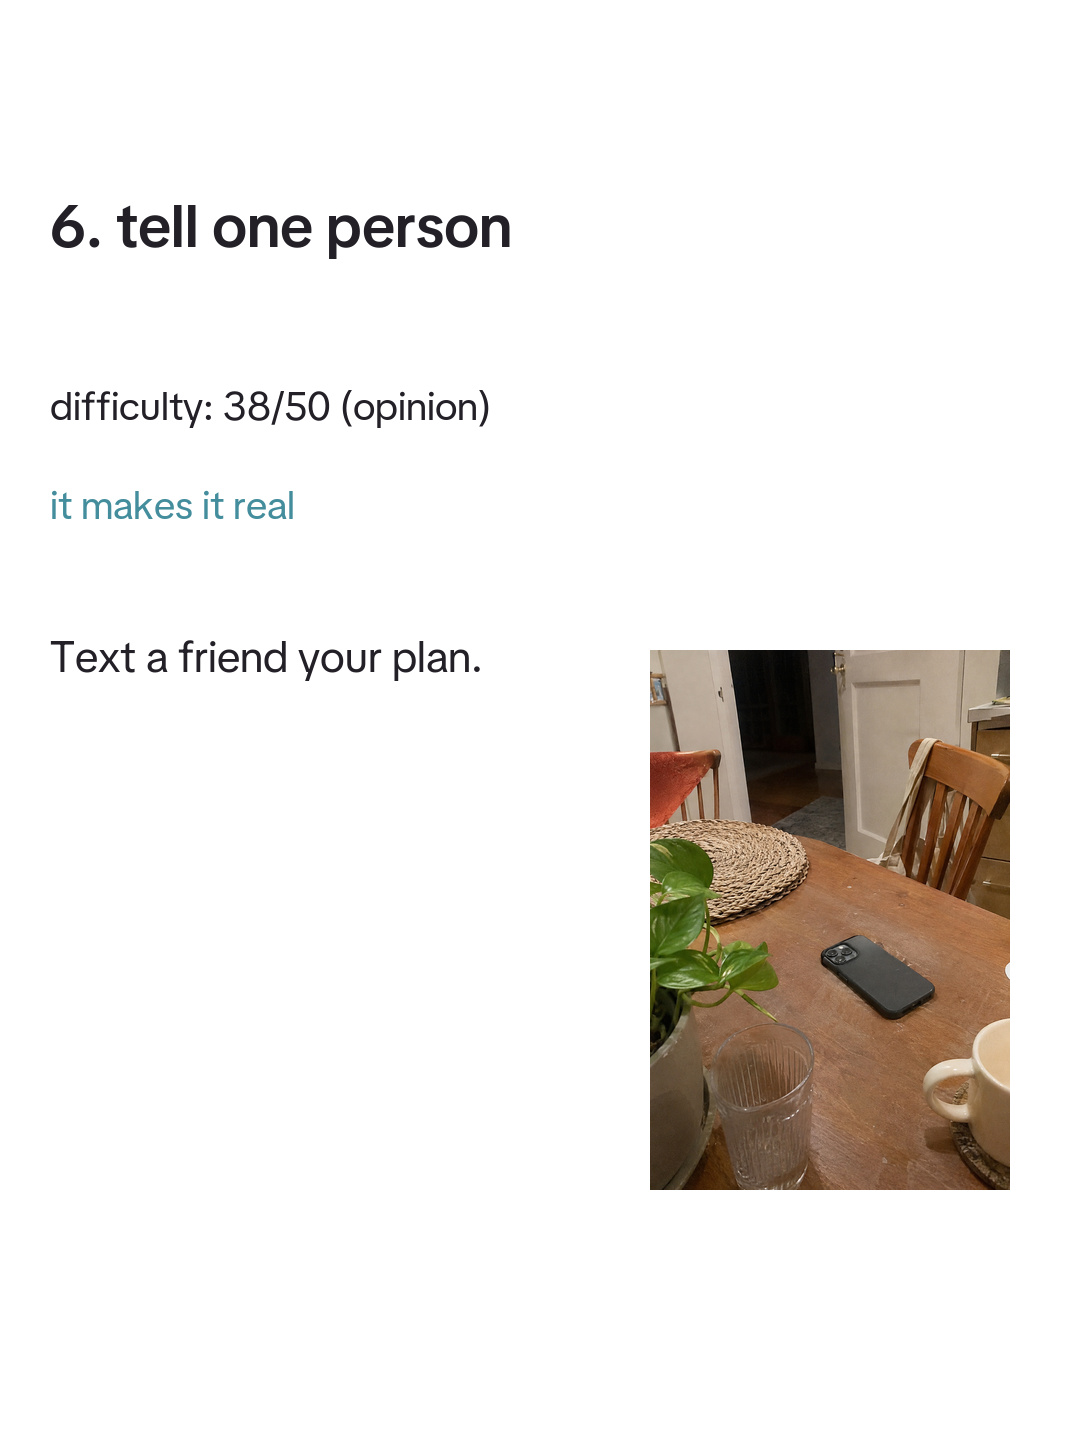 6. tell one person
difficulty: 38/50 (opinion)
it makes it real
Text a friend your plan.